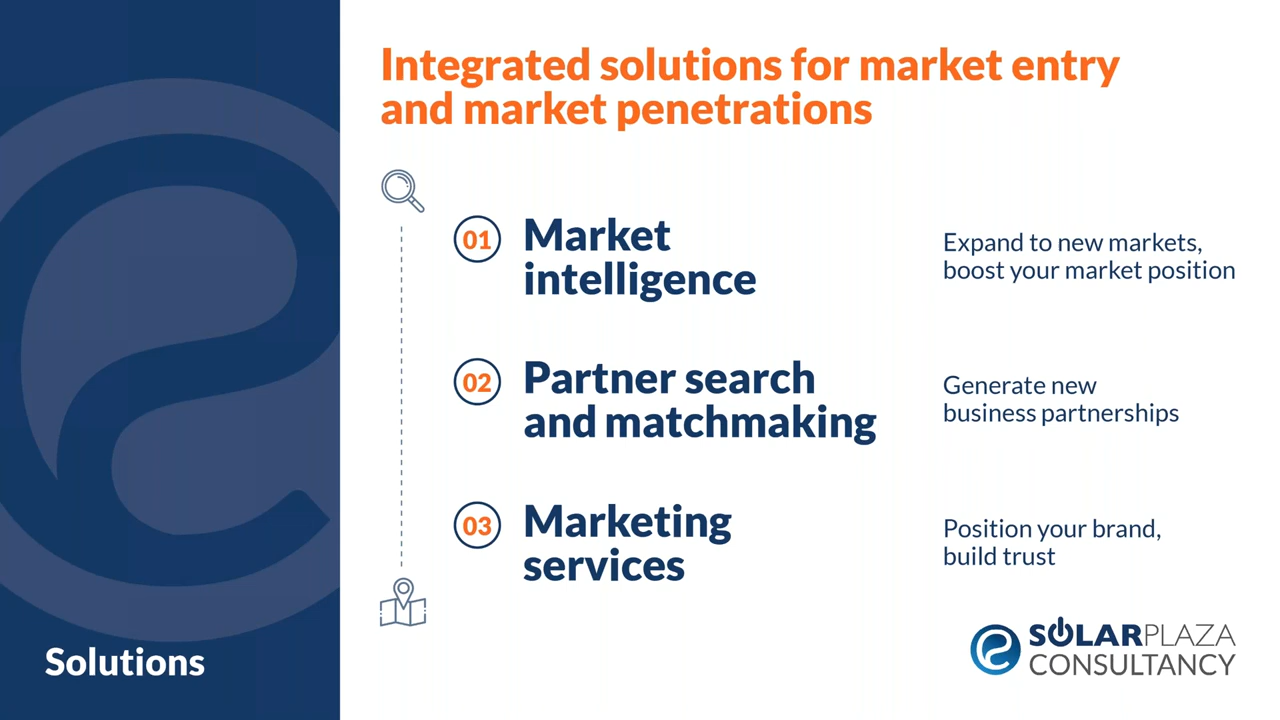 Integrated solutions for market entry
and market penetrations
01
Market
intelligence
Expand to new markets,
boost your market position
02
Partner search
and matchmaking
Generate new
business partnerships
03
Marketing
services
Position your brand,
build trust
Solutions
SOLARPLAZA
CONSULTANCY